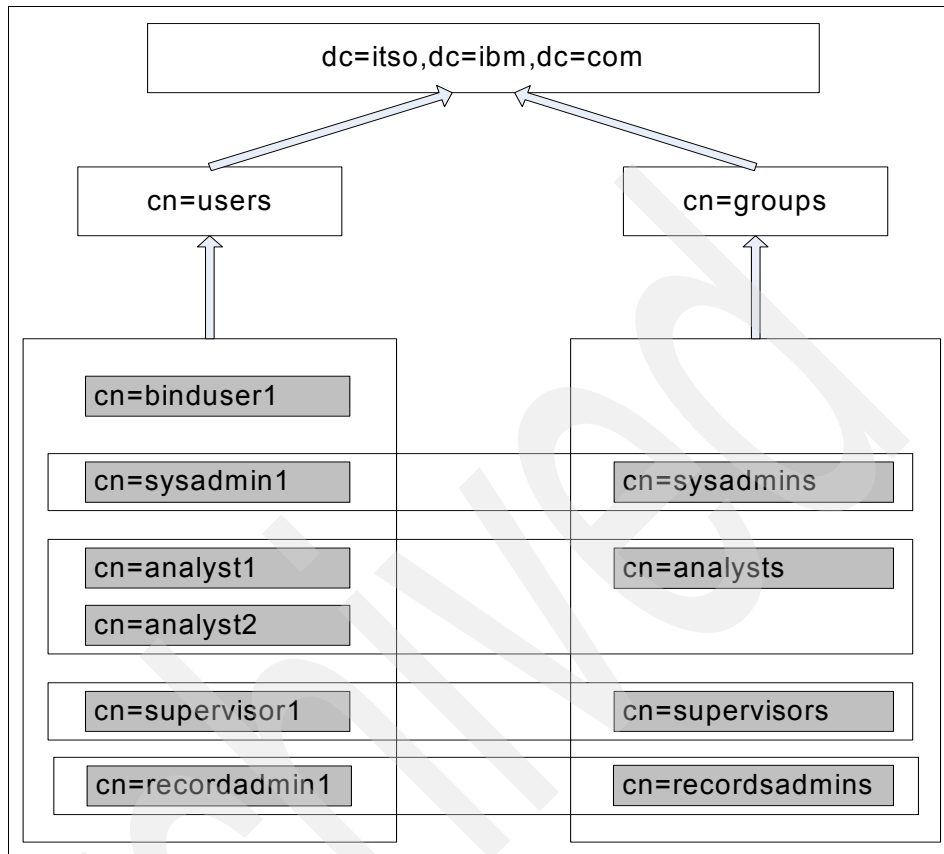 dc=itso,dc=ibm,dc=com
cn=users
cn=groups
cn=binduser1
cn=sysadmin1
cn=sysadmins
cn=analyst1
cn=analysts
cn=analyst2
cn=supervisor1
cn=supervisors
cn=recordadmin1
cn=recordsadmins
chived